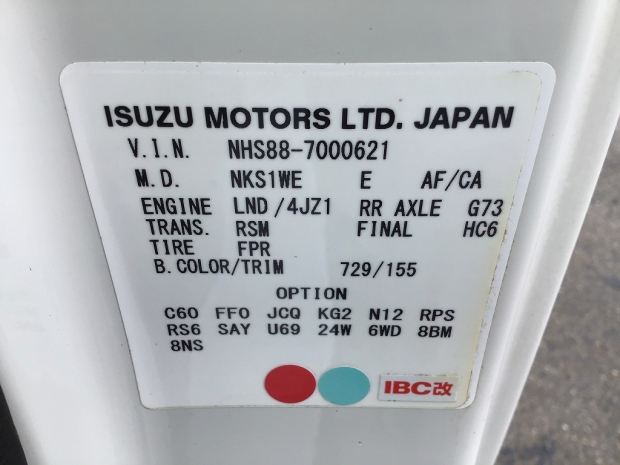 ISUZU MOTORS LTD. JAPAN
V.I.N. NHS88-7000621
M.D. NKS1WE E AF/CA
ENGINE LND/4JZ1 RR AXLE G73
TRANS. RSM FINAL HC6
TIRE FPR
B.COLOR/TRIM 729/155
OPTION
C60 FF0 JCQ KG2 N12 RPS
RS6 SAY U69 24W 6WD 8BM
8NS
IBC改